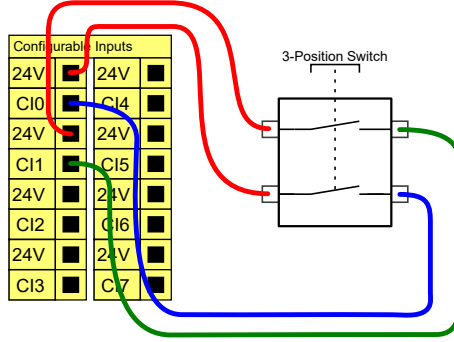 Configurable Inputs
3-Position Switch
24V 24V
CI0 CI4
24V 24V
CI1 CI5
24V 24V
CI2 CI6
24V 24V
CI3 CI7